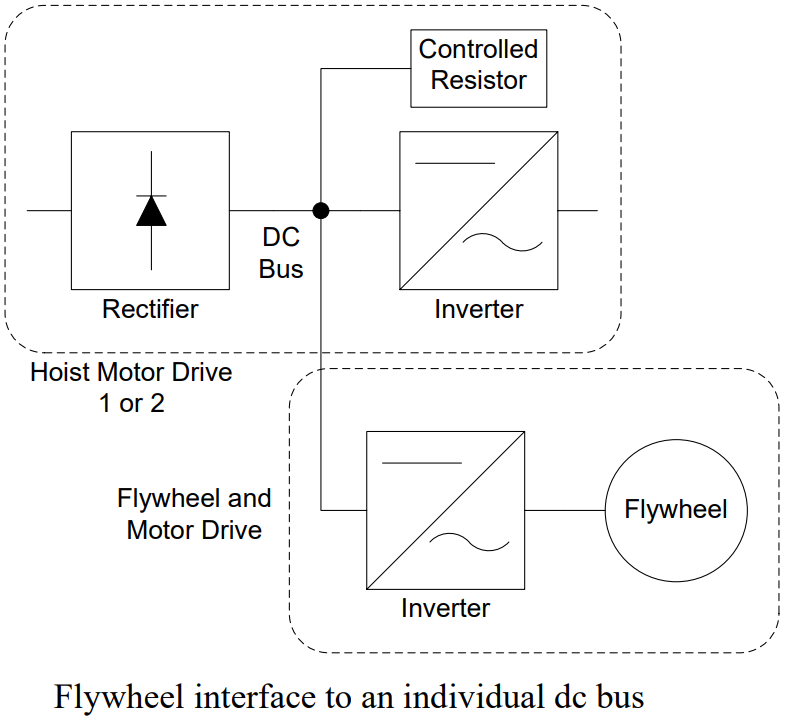 Controlled
Resistor
DC
Bus
Rectifier
Inverter
Hoist Motor Drive
1 or 2
Flywheel and
Motor Drive
Flywheel
Inverter
Flywheel interface to an individual dc bus